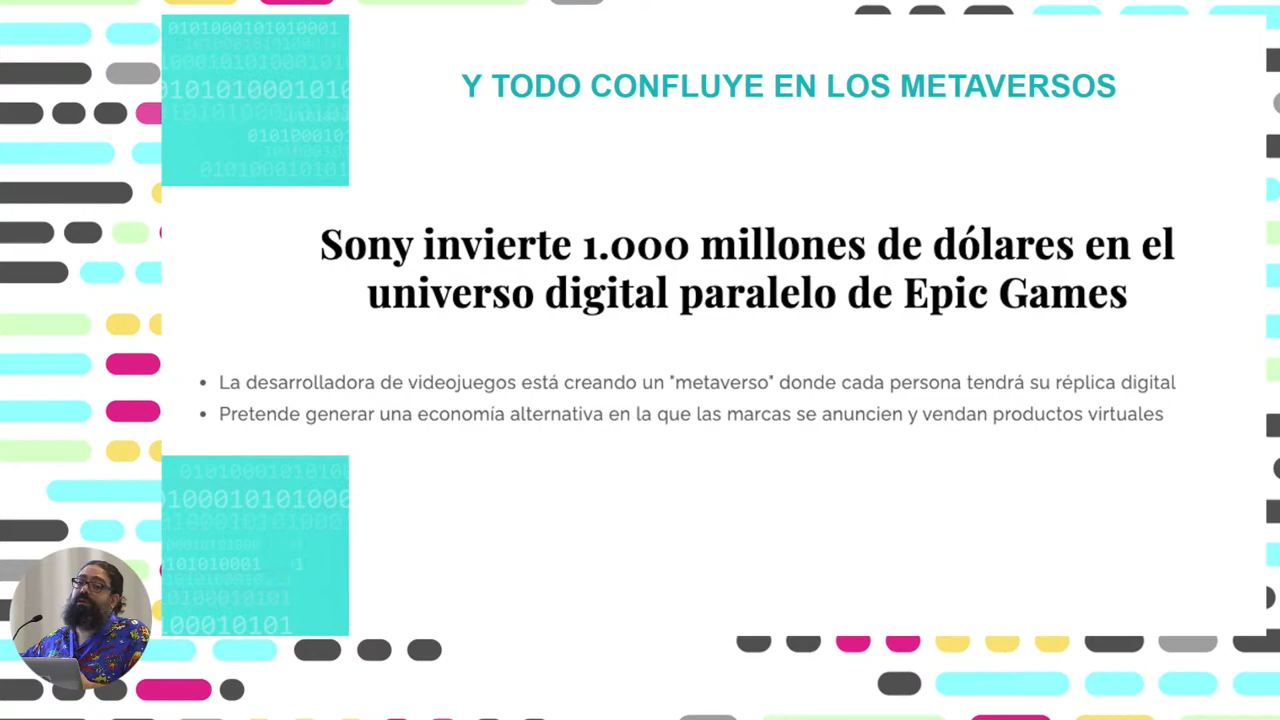 0101000101010001
Y TODO CONFLUYE EN LOS METAVERSOS
Sony invierte 1.000 millones de dólares en el
universo digital paralelo de Epic Games
• La desarrolladora de videojuegos está creando un "metaverso" donde cada persona tendrá su réplica digital
• Pretende generar una economía alternativa en la que las marcas se anuncien y vendan productos virtuales